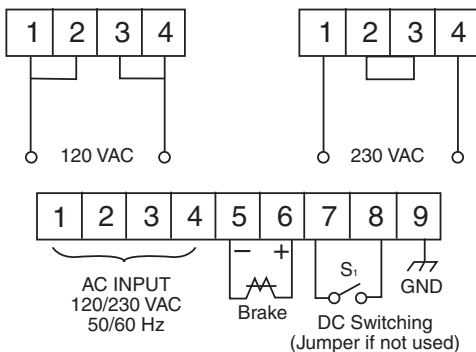 1 2 3 4
120 VAC
1 2 3 4
230 VAC
1 2 3 4 5 6 7 8 9
− +
S₁
AC INPUT
120/230 VAC
50/60 Hz
Brake
DC Switching
(Jumper if not used)
GND